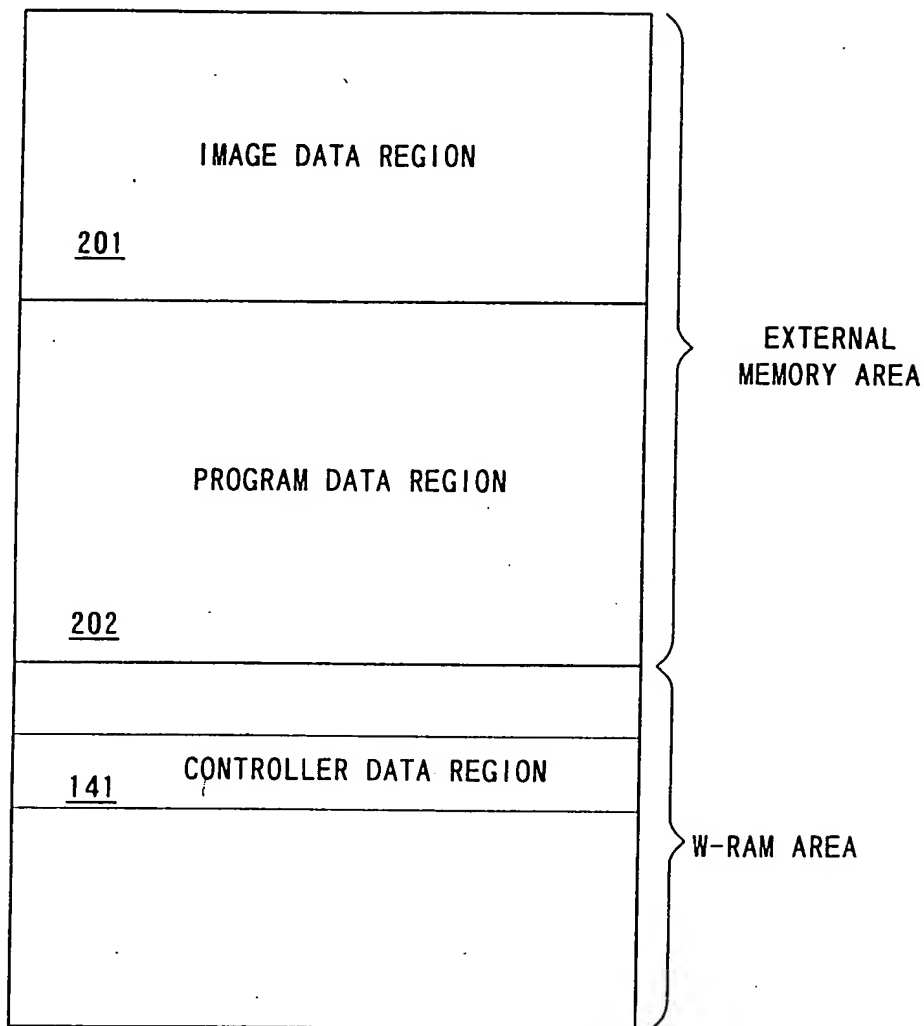 IMAGE DATA REGION
201
EXTERNAL
MEMORY AREA
PROGRAM DATA REGION
202
CONTROLLER DATA REGION
141
W-RAM AREA